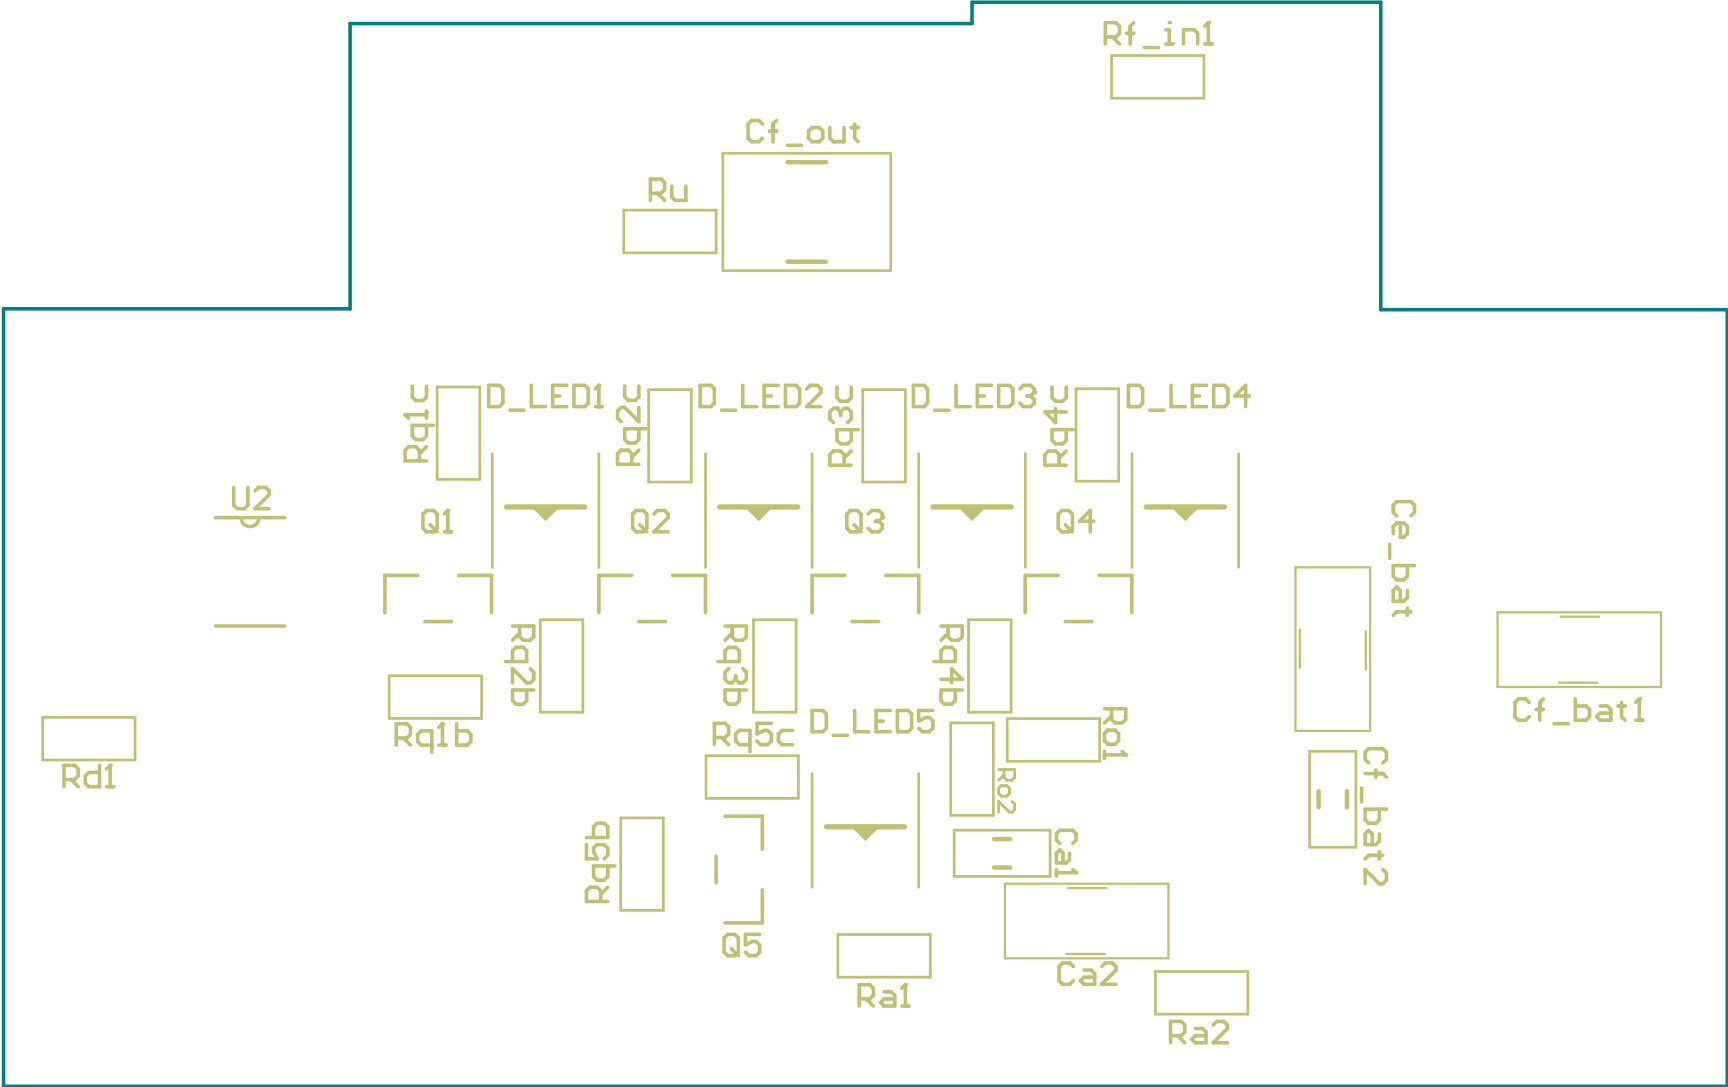 Rf_in1
Cf_out
Ru
Rq1c
D_LED1
Rq2c
D_LED2
Rq3c
D_LED3
Rq4c
D_LED4
U2
Q1
Q2
Q3
Q4
Ce_bat
Rq2b
Rq3b
Rq4b
Cf_bat1
Rq1b
Rq5c
D_LED5
Ro1
Rd1
Ro2
Cf_bat2
Rq5b
Ca1
Q5
Ca2
Ra1
Ra2